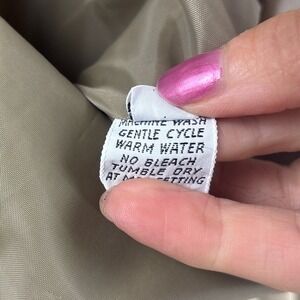 MACHINE WASH
GENTLE CYCLE
WARM WATER
NO BLEACH
TUMBLE DRY
AT SETTING